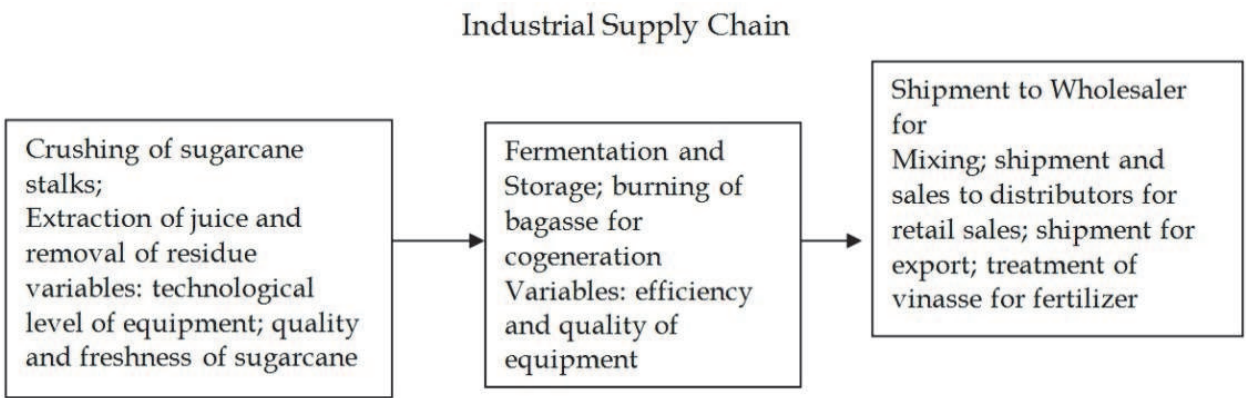 Industrial Supply Chain
Crushing of sugarcane
stalks;
Extraction of juice and
removal of residue
variables: technological
level of equipment; quality
and freshness of sugarcane
Fermentation and
Storage; burning of
bagasse for
cogeneration
Variables: efficiency
and quality of
equipment
Shipment to Wholesaler
for
Mixing; shipment and
sales to distributors for
retail sales; shipment for
export; treatment of
vinasse for fertilizer